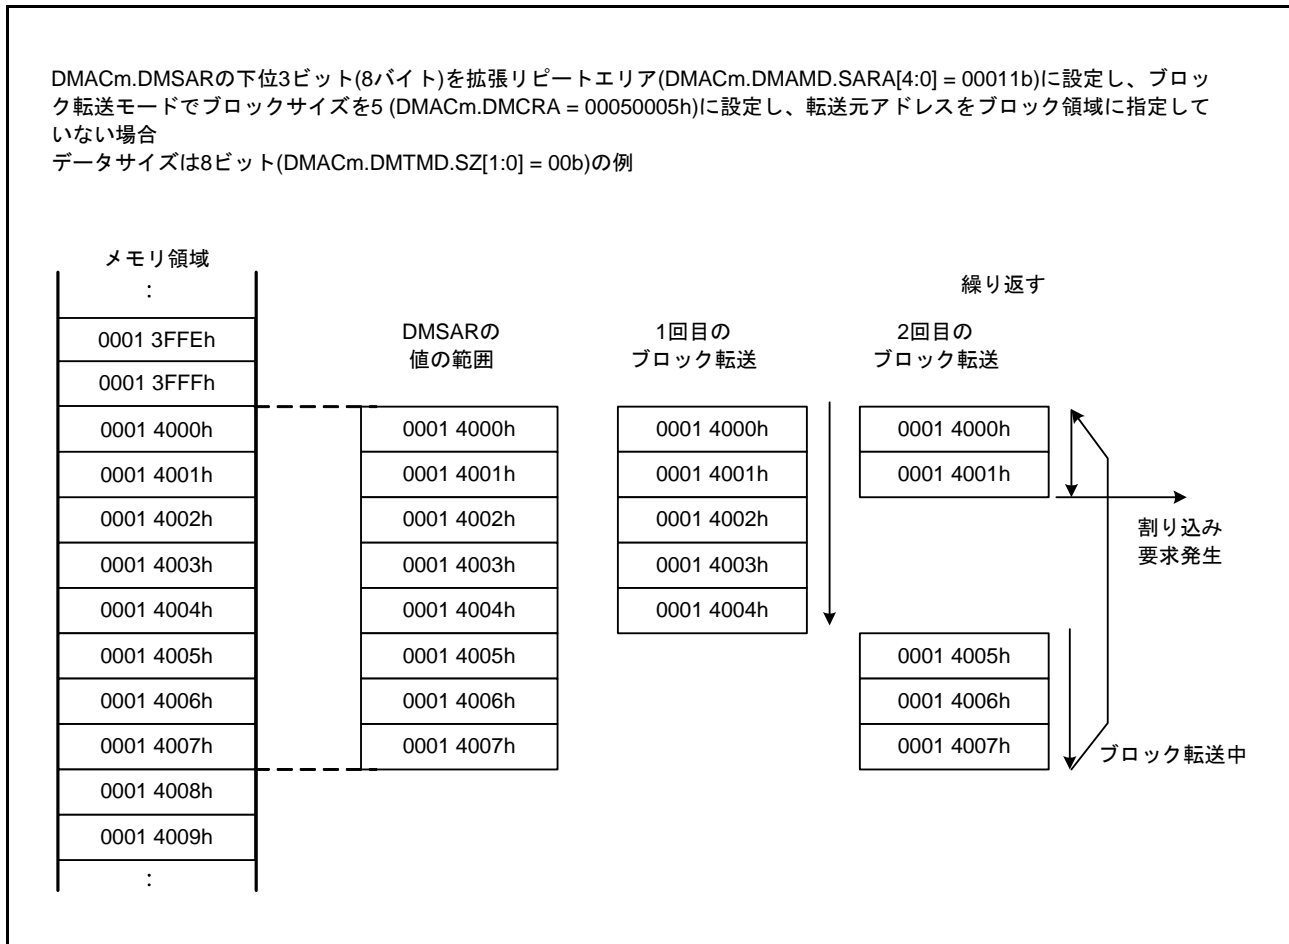 DMACm.DMSARの下位3ビット(8バイト)を拡張リピートエリア(DMACm.DMAMD.SARA[4:0] = 00011b)に設定し、ブロッ
ク転送モードでブロックサイズを5 (DMACm.DMCRA = 00050005h)に設定し、転送元アドレスをブロック領域に指定して
いない場合
データサイズは8ビット(DMACm.DMTMD.SZ[1:0] = 00b)の例
メモリ領域
:
0001 3FFEh
0001 3FFFh
0001 4000h
0001 4001h
0001 4002h
0001 4003h
0001 4004h
0001 4005h
0001 4006h
0001 4007h
0001 4008h
0001 4009h
:
DMSARの
値の範囲
0001 4000h
0001 4001h
0001 4002h
0001 4003h
0001 4004h
0001 4005h
0001 4006h
0001 4007h
1回目の
ブロック転送
0001 4000h
0001 4001h
0001 4002h
0001 4003h
0001 4004h
繰り返す
2回目の
ブロック転送
0001 4000h
0001 4001h
0001 4005h
0001 4006h
0001 4007h
割り込み
要求発生
ブロック転送中